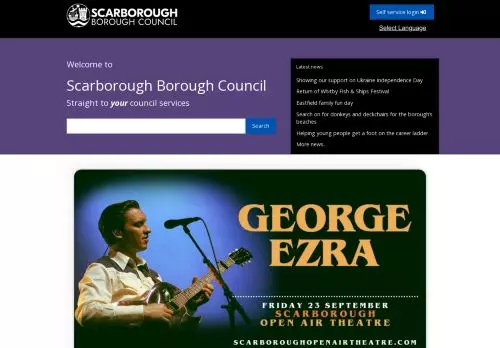 SCARBOROUGH
BOROUGH COUNCIL
Self service login
Select Language
Welcome to
Scarborough Borough Council
Straight to your council services
Search
Latest news
Showing our support on Ukraine Independence Day
Return of Whitby Fish & Ships Festival
Eastfield family fun day
Search on for donkeys and deckchairs for the borough's
beaches
Helping young people get a foot on the career ladder
More news...
GEORGE
EZRA
FRIDAY 23 SEPTEMBER
SCARBOROUGH
OPEN AIR THEATRE
SCARBOROUGHOPENAIRTHEATRE.COM